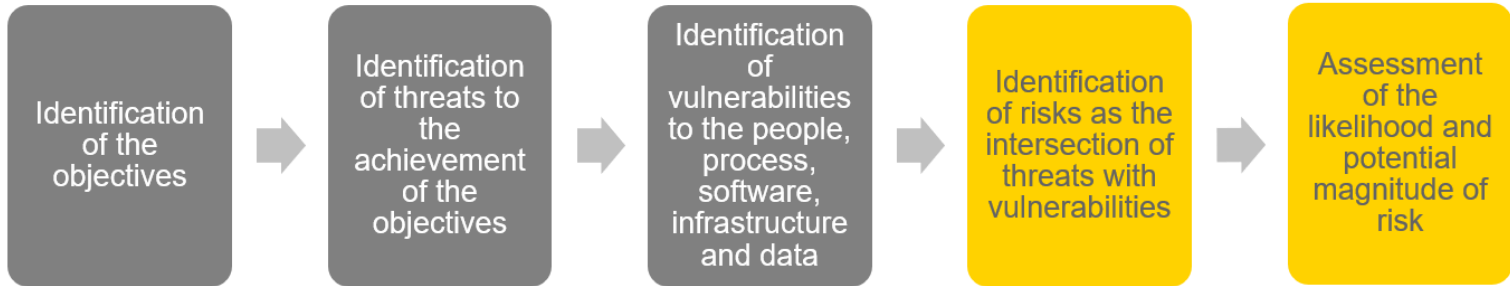 Identification
of the
objectives
Identification
of threats to
the
achievement
of the
objectives
Identification
of
vulnerabilities
to the people,
process,
software,
infrastructure
and data
Identification
of risks as the
intersection of
threats with
vulnerabilities
Assessment
of the
likelihood and
potential
magnitude of
risk